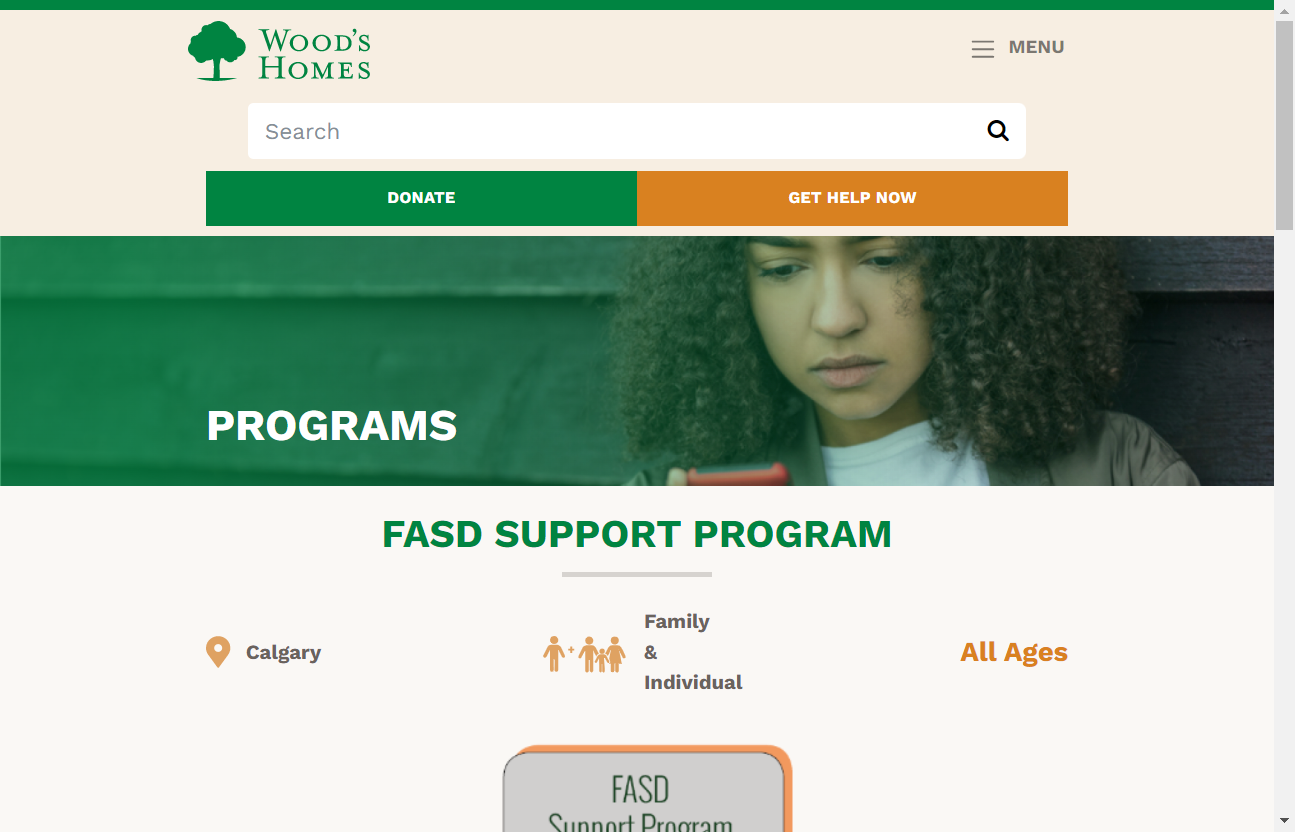 WOOD'S
HOMES
MENU
Search
DONATE
GET HELP NOW
PROGRAMS
FASD SUPPORT PROGRAM
Calgary
Family
&
Individual
All Ages
FASD
Support Program